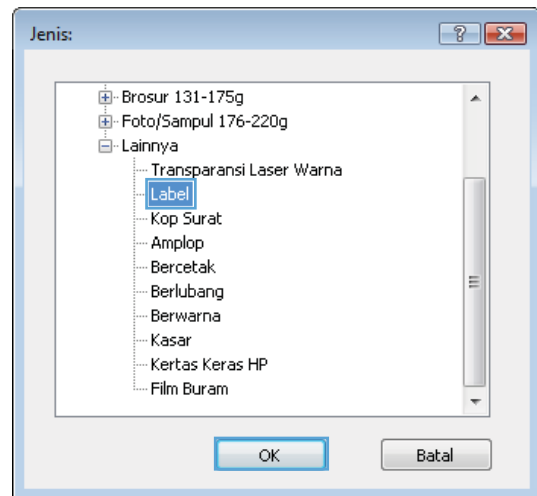 Jenis:
Brosur 131-175g
Foto/Sampul 176-220g
Lainnya
Transparansi Laser Warna
Label
Kop Surat
Amplop
Bercetak
Berlubang
Berwarna
Kasar
Kertas Keras HP
Film Buram
OK Batal